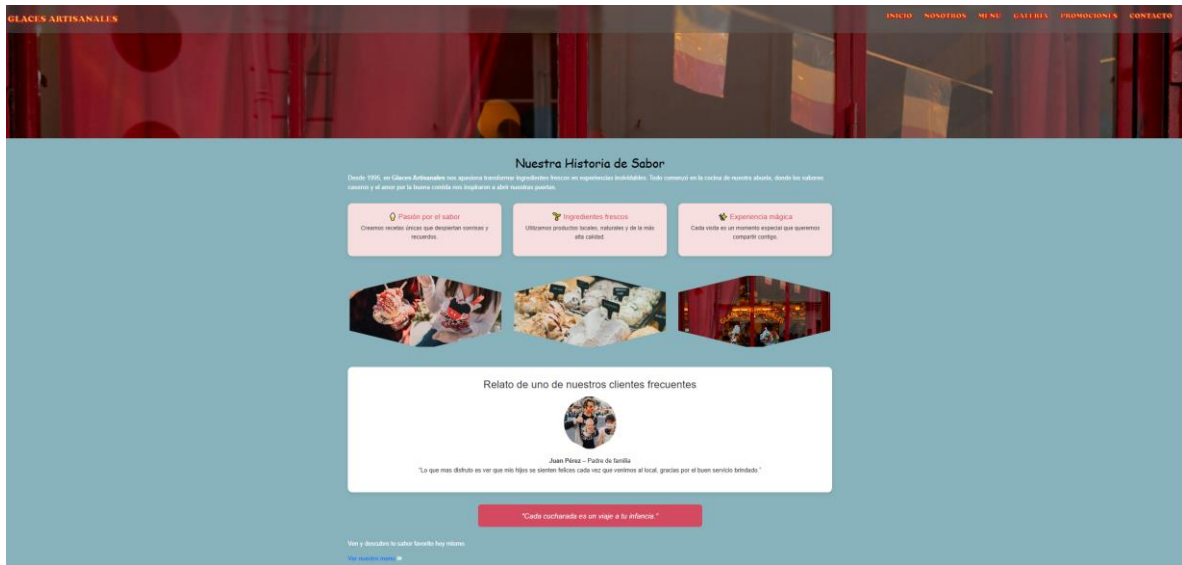 GLACES ARTISANALES
INICIO NOSOTROS MENU GALERIA PROMOCIONES CONTACTO
Nuestra Historia de Sabor
Desde 1995, en Glaces Artisanales nos apasiona transformar ingredientes frescos en experiencias inolvidables. Todo comenzó en la cocina de nuestra abuela, donde los sabores
caseros y el amor por la buena comida nos inspiraron a abrir nuestras puertas.
Pasión por el sabor
Creamos recetas únicas que despiertan sonrisas y
recuerdos.
Ingredientes frescos
Utilizamos productos locales, naturales y de la más
alta calidad.
Experiencia mágica
Cada visita es un momento especial que queremos
compartir contigo.
Relato de uno de nuestros clientes frecuentes
Juan Pérez – Padre de familia
"Lo que mas disfruto es ver que mis hijos se sienten felices cada vez que venimos al local, gracias por el buen servicio brindado."
"Cada cucharada es un viaje a tu infancia."
Ven y descubre tu sabor favorito hoy mismo.
Ver nuestro menú